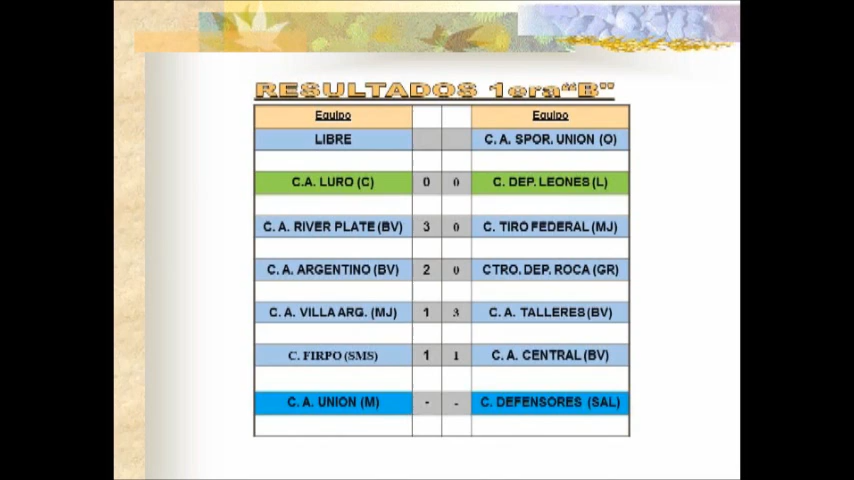 RESULTADOS 1era"B"
Equipo Equipo
LIBRE C. A. SPOR. UNION (O)
C.A. LURO (C) 0 0 C. DEP. LEONES (L)
C. A. RIVER PLATE (BV) 3 0 C. TIRO FEDERAL (MJ)
C. A. ARGENTINO (BV) 2 0 CTRO. DEP. ROCA (GR)
C. A. VILLA ARG. (MJ) 1 3 C. A. TALLERES (BV)
C. FIRPO (SMS) 1 1 C. A. CENTRAL (BV)
C. A. UNION (M) - - C. DEFENSORES (SAL)